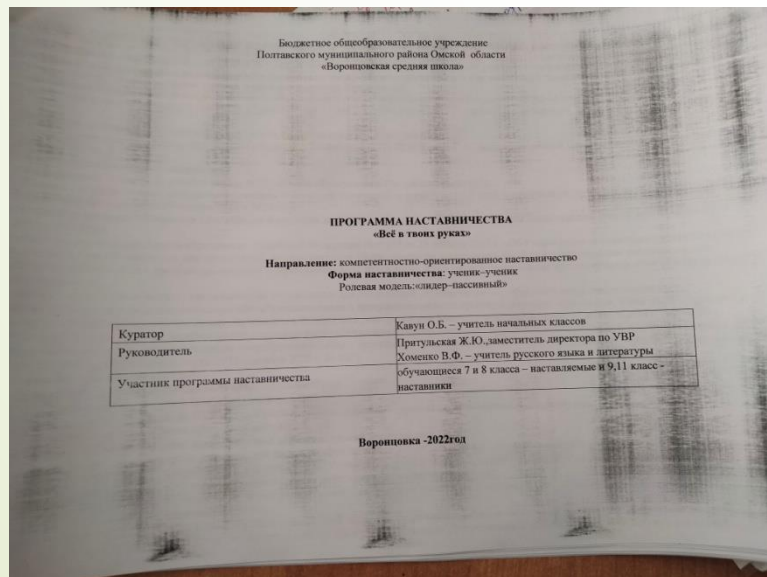 Бюджетное общеобразовательное учреждение
Полтавского муниципального района Омской области
«Воронцовская средняя школа»
ПРОГРАММА НАСТАВНИЧЕСТВА
«Всё в твоих руках»
Направление: компетентностно-ориентированное наставничество
Форма наставничества: ученик–ученик
Ролевая модель:«лидер–пассивный»
Куратор
Кавун О.Б. – учитель начальных классов
Руководитель
Притульская Ж.Ю.,заместитель директора по УВР
Хоменко В.Ф. – учитель русского языка и литературы
Участник программы наставничества
обучающиеся 7 и 8 класса – наставляемые и 9,11 класс -
наставники
Воронцовка -2022год